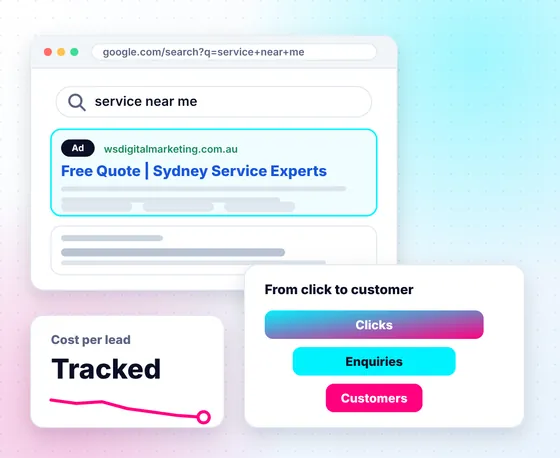 google.com/search?q=service+near+me
service near me
Ad wsdigitalmarketing.com.au
Free Quote | Sydney Service Experts
From click to customer
Clicks
Enquiries
Customers
Cost per lead
Tracked